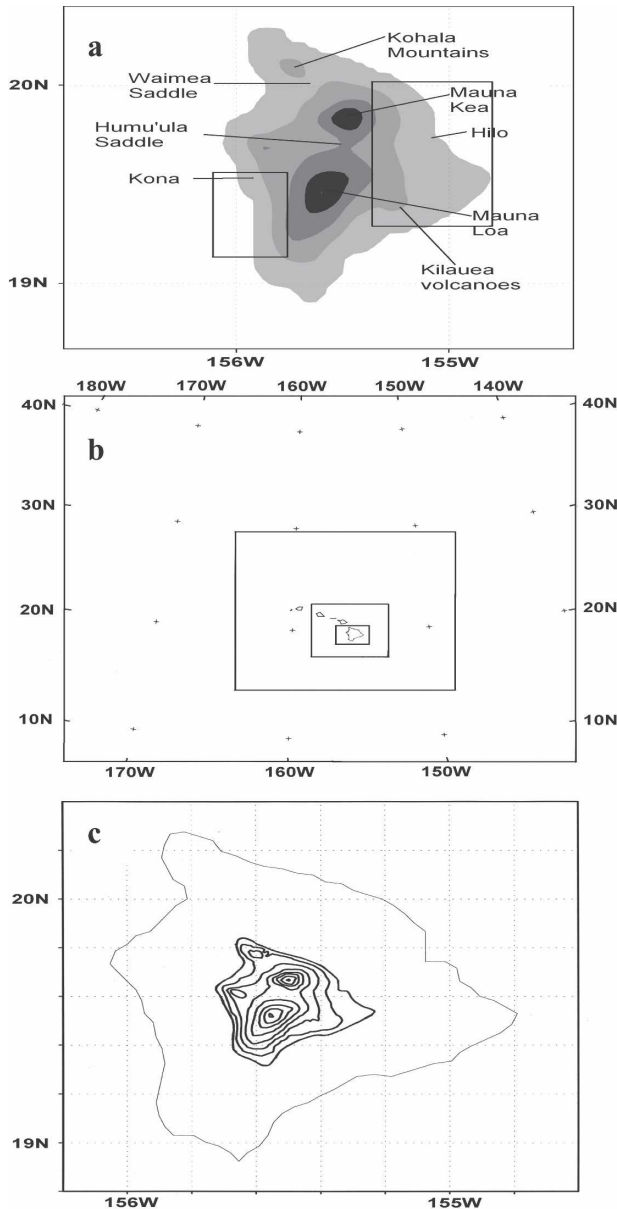 a
Kohala
Mountains
20N
Waimea
Saddle
Mauna
Kea
Hilo
Humu'ula
Saddle
Kona
Mauna
Loa
Kilauea
volcanoes
19N
156W 155W
180W 170W 160W 150W 140W
40N 40N
b
30N 30N
20N 20N
10N 10N
170W 160W 150W
c
20N
19N
156W 155W